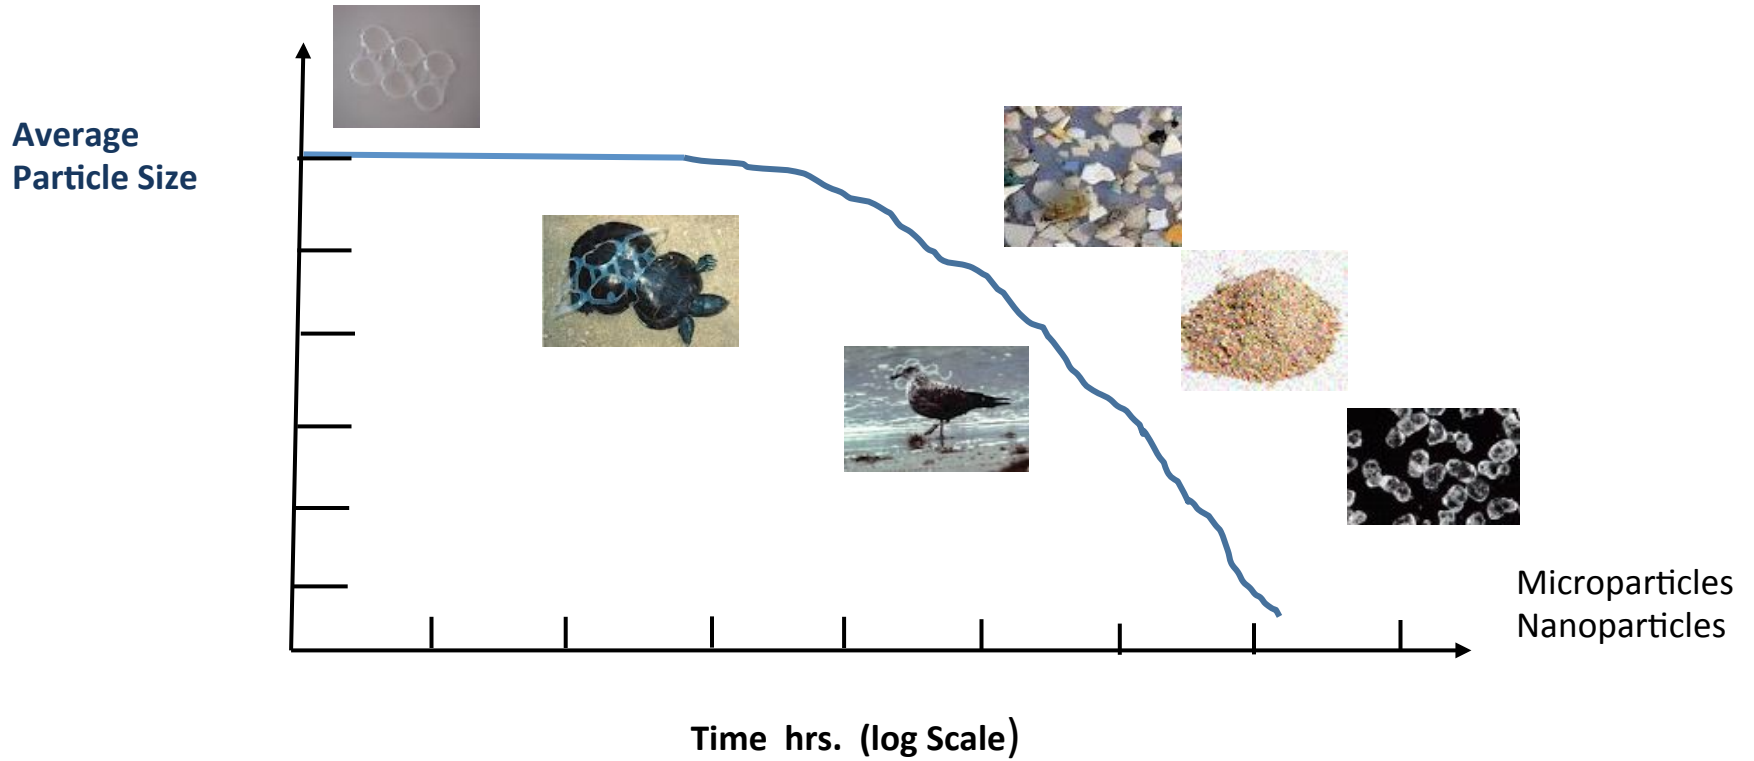 Average
Particle Size
Microparticles
Nanoparticles
Time  hrs.  (log Scale)